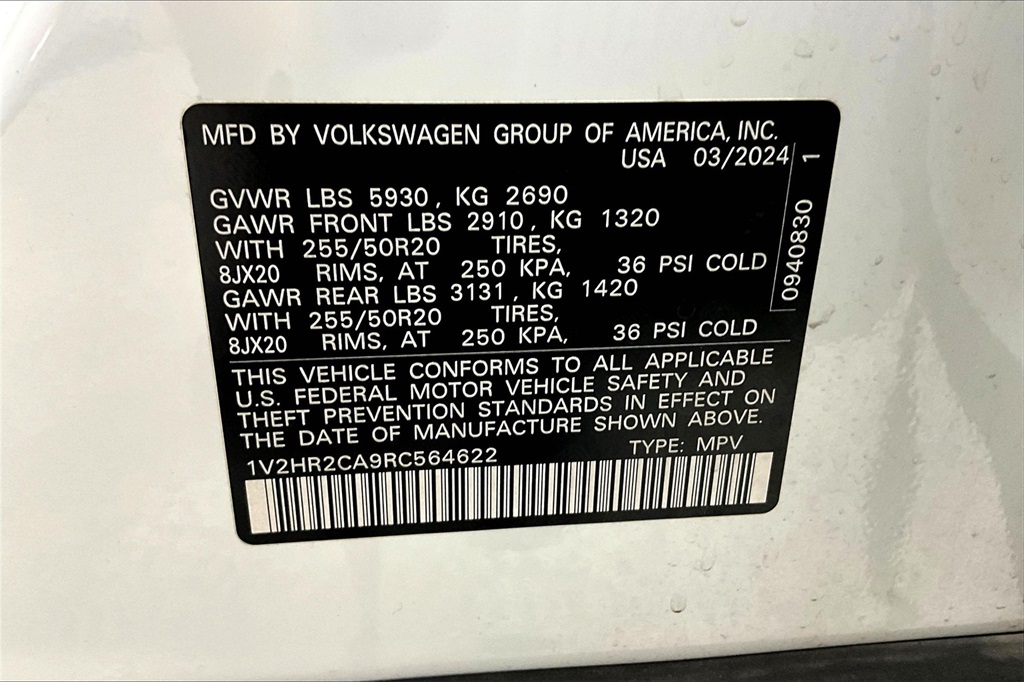 MFD BY VOLKSWAGEN GROUP OF AMERICA, INC.
USA 03/2024
GVWR LBS 5930, KG 2690
GAWR FRONT LBS 2910, KG 1320
WITH 255/50R20 TIRES,
8JX20 RIMS, AT 250 KPA, 36 PSI COLD
GAWR REAR LBS 3131, KG 1420
WITH 255/50R20 TIRES,
8JX20 RIMS, AT 250 KPA, 36 PSI COLD
0940830 1
THIS VEHICLE CONFORMS TO ALL APPLICABLE
U.S. FEDERAL MOTOR VEHICLE SAFETY AND
THEFT PREVENTION STANDARDS IN EFFECT ON
THE DATE OF MANUFACTURE SHOWN ABOVE.
1V2HR2CA9RC564622 TYPE: MPV